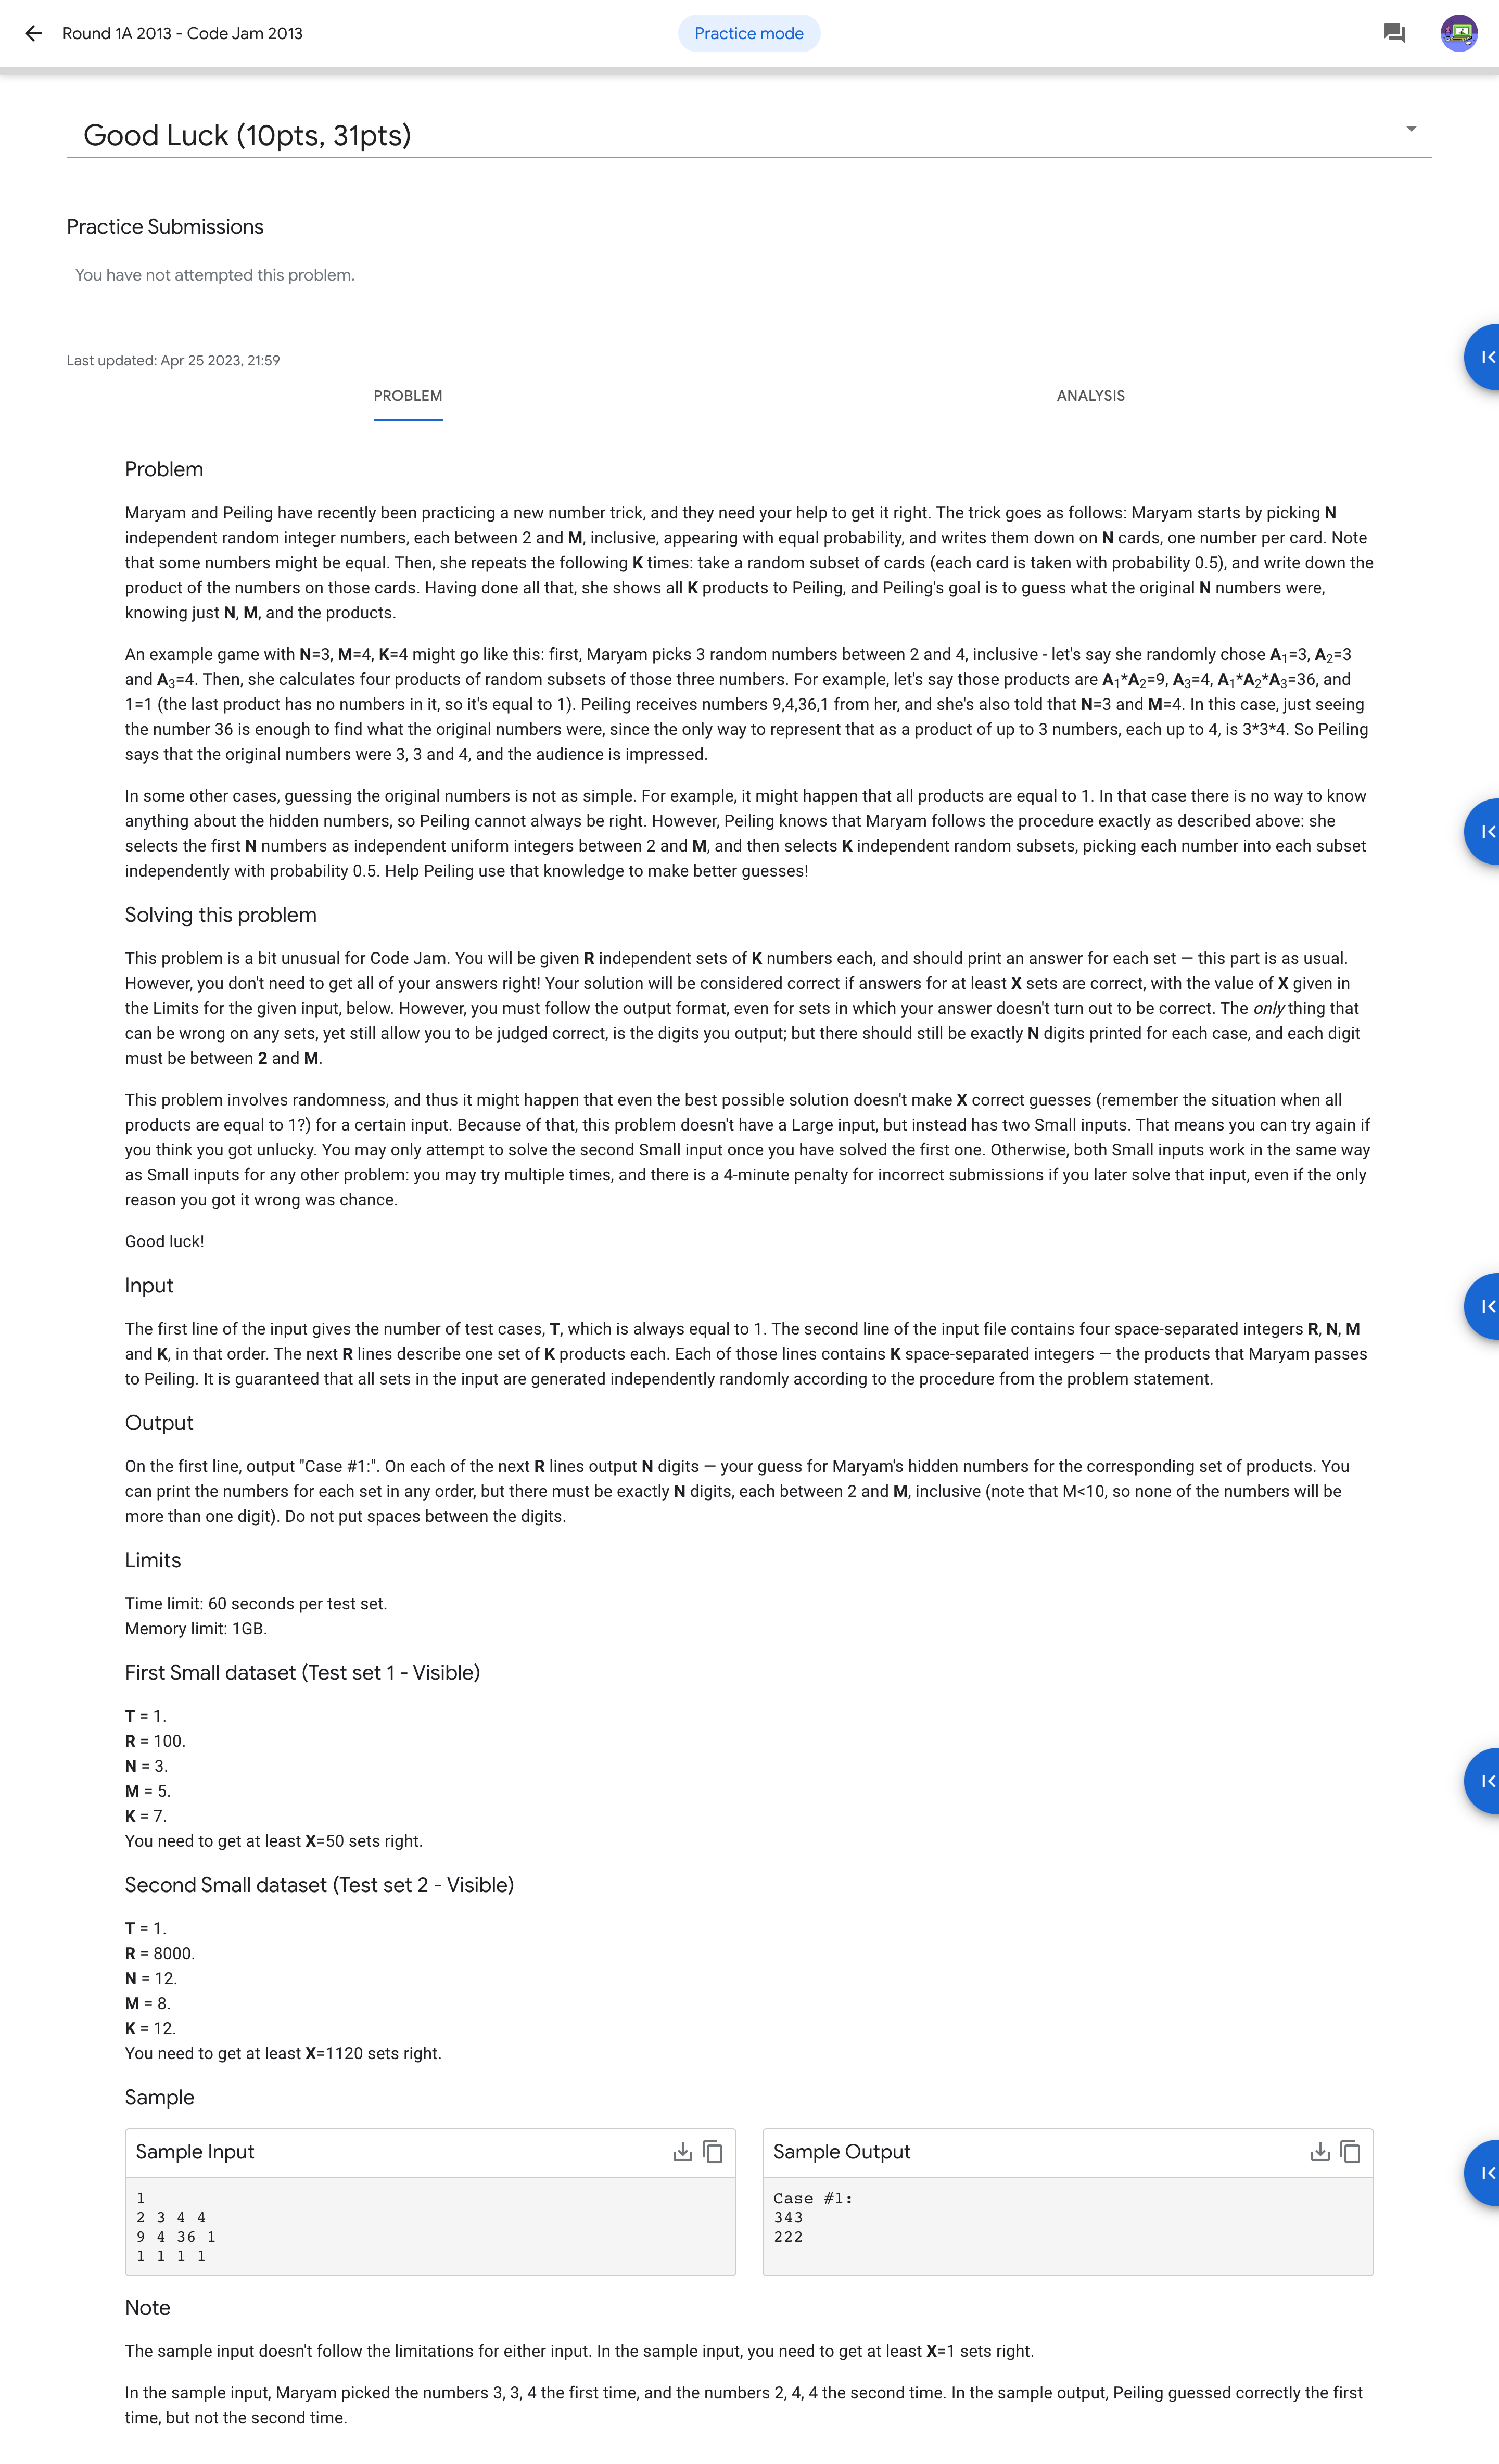 Round 1A 2013 - Code Jam 2013
Practice mode
Good Luck (10pts, 31pts)
Practice Submissions
You have not attempted this problem.
Last updated: Apr 25 2023, 21:59
PROBLEM
ANALYSIS
Problem
Maryam and Peiling have recently been practicing a new number trick, and they need your help to get it right. The trick goes as follows: Maryam starts by picking N
independent random integer numbers, each between 2 and M, inclusive, appearing with equal probability, and writes them down on N cards, one number per card. Note
that some numbers might be equal. Then, she repeats the following K times: take a random subset of cards (each card is taken with probability 0.5), and write down the
product of the numbers on those cards. Having done all that, she shows all K products to Peiling, and Peiling's goal is to guess what the original N numbers were,
knowing just N, M, and the products.
An example game with N=3, M=4, K=4 might go like this: first, Maryam picks 3 random numbers between 2 and 4, inclusive - let's say she randomly chose A1=3, A2=3
and A3=4. Then, she calculates four products of random subsets of those three numbers. For example, let's say those products are A1*A2=9, A3=4, A1*A2*A3=36, and
1=1 (the last product has no numbers in it, so it's equal to 1). Peiling receives numbers 9,4,36,1 from her, and she's also told that N=3 and M=4. In this case, just seeing
the number 36 is enough to find what the original numbers were, since the only way to represent that as a product of up to 3 numbers, each up to 4, is 3*3*4. So Peiling
says that the original numbers were 3, 3 and 4, and the audience is impressed.
In some other cases, guessing the original numbers is not as simple. For example, it might happen that all products are equal to 1. In that case there is no way to know
anything about the hidden numbers, so Peiling cannot always be right. However, Peiling knows that Maryam follows the procedure exactly as described above: she
selects the first N numbers as independent uniform integers between 2 and M, and then selects K independent random subsets, picking each number into each subset
independently with probability 0.5. Help Peiling use that knowledge to make better guesses!
Solving this problem
This problem is a bit unusual for Code Jam. You will be given R independent sets of K numbers each, and should print an answer for each set — this part is as usual.
However, you don't need to get all of your answers right! Your solution will be considered correct if answers for at least X sets are correct, with the value of X given in
the Limits for the given input, below. However, you must follow the output format, even for sets in which your answer doesn't turn out to be correct. The only thing that
can be wrong on any sets, yet still allow you to be judged correct, is the digits you output; but there should still be exactly N digits printed for each case, and each digit
must be between 2 and M.
This problem involves randomness, and thus it might happen that even the best possible solution doesn't make X correct guesses (remember the situation when all
products are equal to 1?) for a certain input. Because of that, this problem doesn't have a Large input, but instead has two Small inputs. That means you can try again if
you think you got unlucky. You may only attempt to solve the second Small input once you have solved the first one. Otherwise, both Small inputs work in the same way
as Small inputs for any other problem: you may try multiple times, and there is a 4-minute penalty for incorrect submissions if you later solve that input, even if the only
reason you got it wrong was chance.
Good luck!
Input
The first line of the input gives the number of test cases, T, which is always equal to 1. The second line of the input file contains four space-separated integers R, N, M
and K, in that order. The next R lines describe one set of K products each. Each of those lines contains K space-separated integers — the products that Maryam passes
to Peiling. It is guaranteed that all sets in the input are generated independently randomly according to the procedure from the problem statement.
Output
On the first line, output "Case #1:". On each of the next R lines output N digits — your guess for Maryam's hidden numbers for the corresponding set of products. You
can print the numbers for each set in any order, but there must be exactly N digits, each between 2 and M, inclusive (note that M<10, so none of the numbers will be
more than one digit). Do not put spaces between the digits.
Limits
Time limit: 60 seconds per test set.
Memory limit: 1GB.
First Small dataset (Test set 1 - Visible)
T = 1.
R = 100.
N = 3.
M = 5.
K = 7.
You need to get at least X=50 sets right.
Second Small dataset (Test set 2 - Visible)
T = 1.
R = 8000.
N = 12.
M = 8.
K = 12.
You need to get at least X=1120 sets right.
Sample
Sample Input
1
2 3 4 4
9 4 36 1
1 1 1 1
Sample Output
Case #1:
343
222
Note
The sample input doesn't follow the limitations for either input. In the sample input, you need to get at least X=1 sets right.
In the sample input, Maryam picked the numbers 3, 3, 4 the first time, and the numbers 2, 4, 4 the second time. In the sample output, Peiling guessed correctly the first
time, but not the second time.